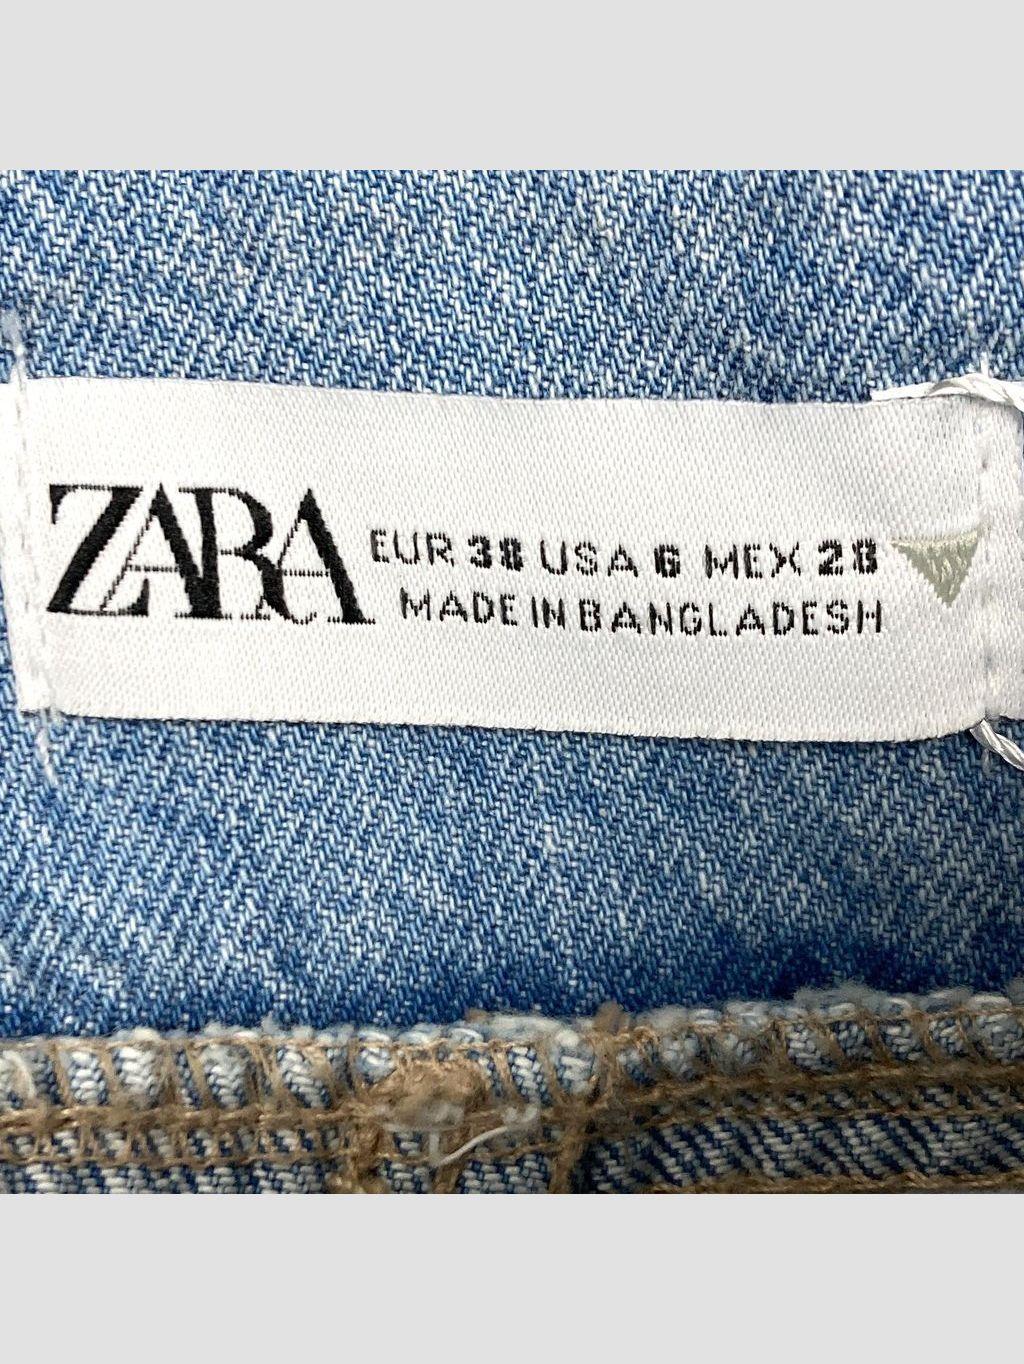 ZARA
EUR 38 USA 6 MEX 28
MADE IN BANGLADESH